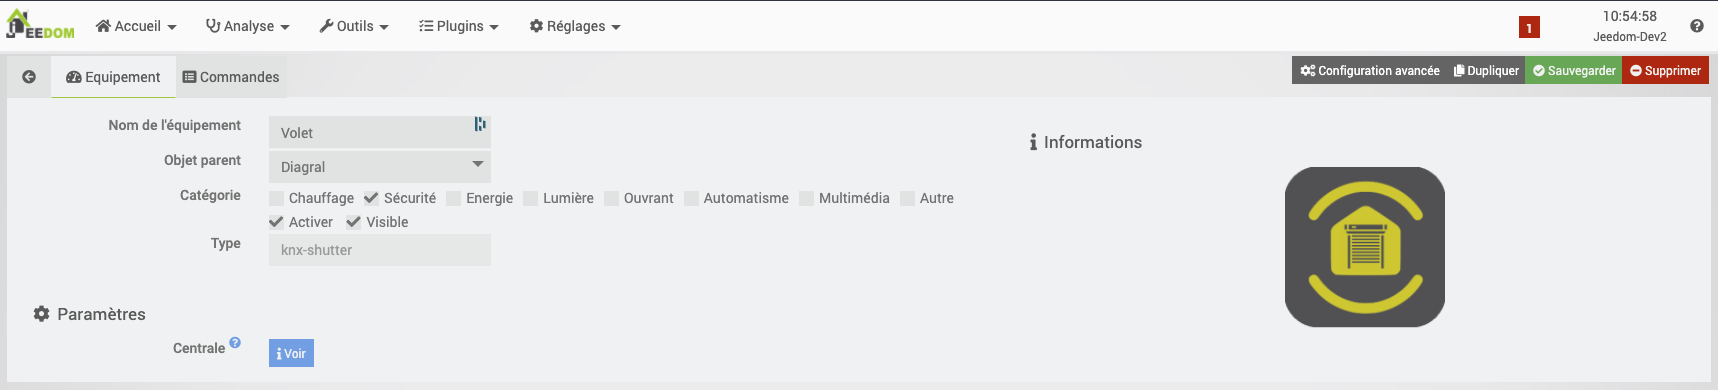 JEEDOM Accueil Analyse Outils Plugins Réglages 1 10:54:58
Jeedom-Dev2
Equipement Commandes Configuration avancée Dupliquer Sauvegarder Supprimer
Nom de l'équipement Volet
Informations
Objet parent Diagral
Catégorie Chauffage Sécurité Energie Lumière Ouvrant Automatisme Multimédia Autre
Activer Visible
Type knx-shutter
Paramètres
Centrale ? Voir